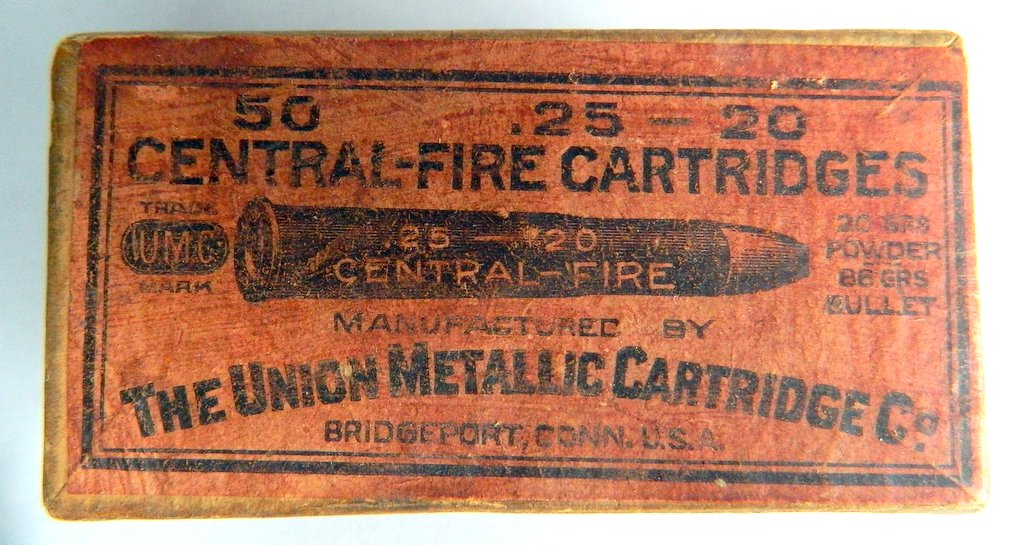 50 .25 — 20
CENTRAL-FIRE CARTRIDGES
TRADE
U.M.C.
MARK
.25 — 20
CENTRAL-FIRE
20 GRS
POWDER
86 GRS
BULLET
MANUFACTURED BY
THE UNION METALLIC CARTRIDGE CO.
BRIDGEPORT, CONN. U.S.A.